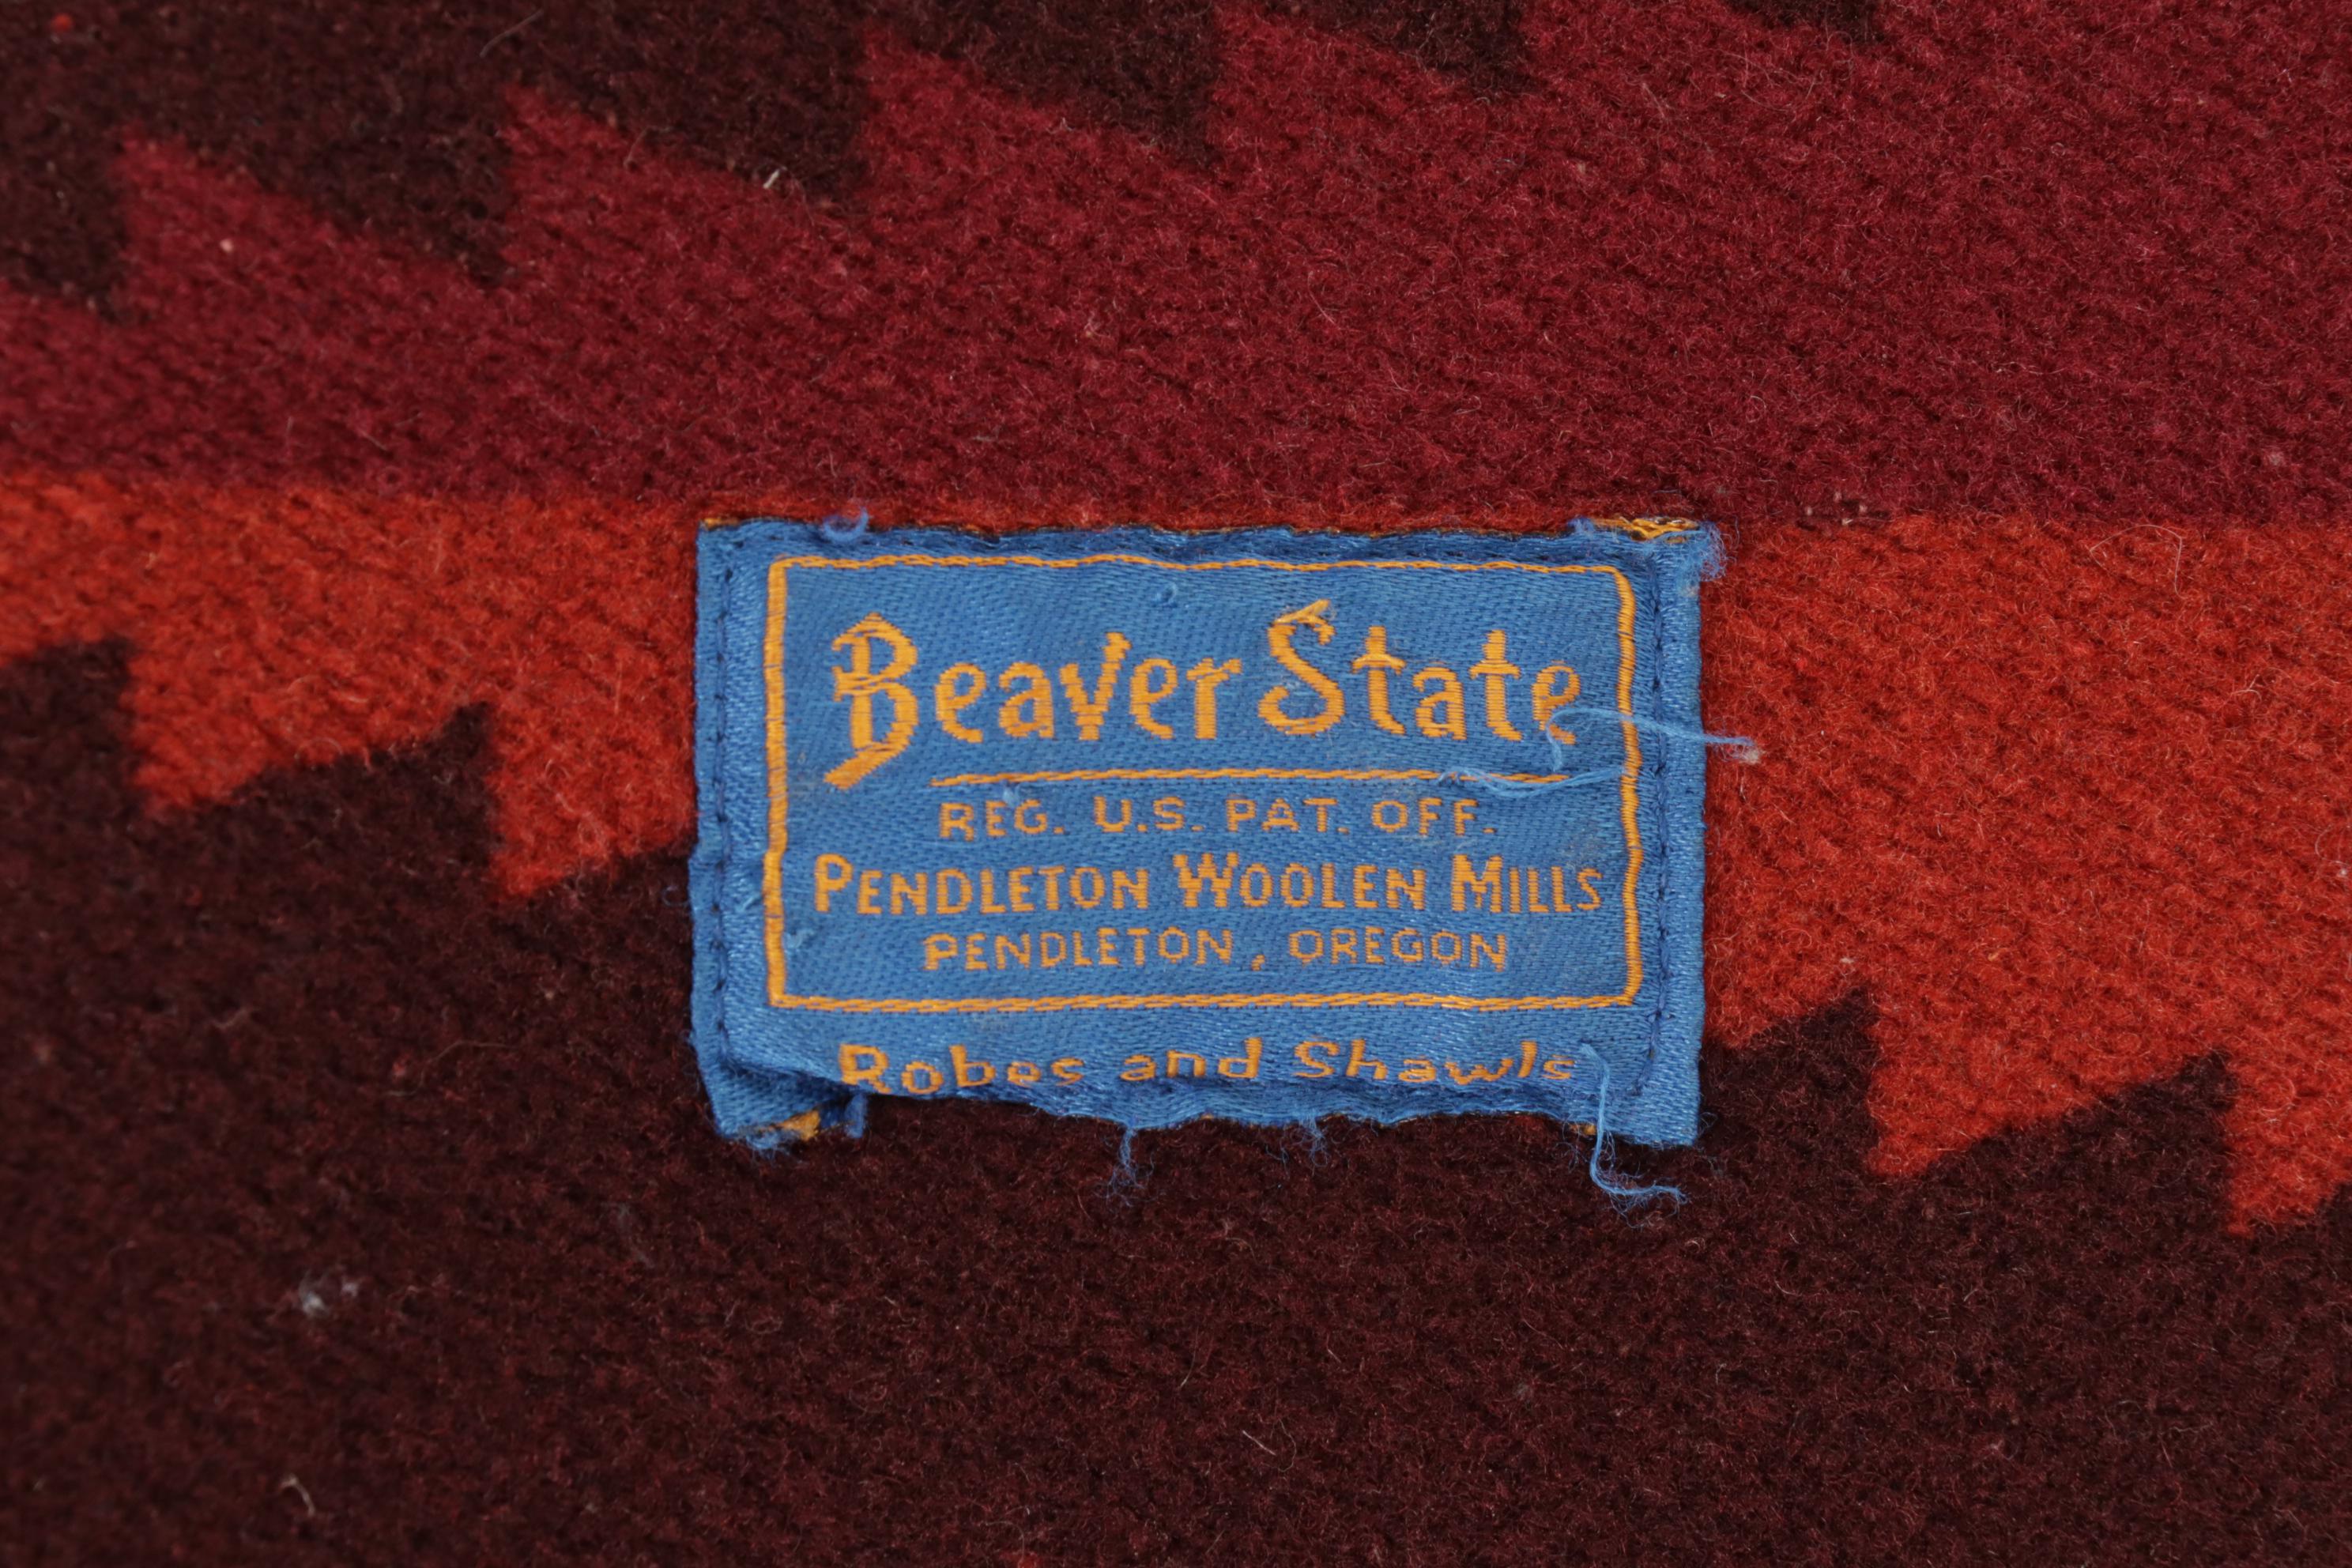 Beaver State
REG. U.S. PAT. OFF.
PENDLETON WOOLEN MILLS
PENDLETON, OREGON
Robes and Shawls